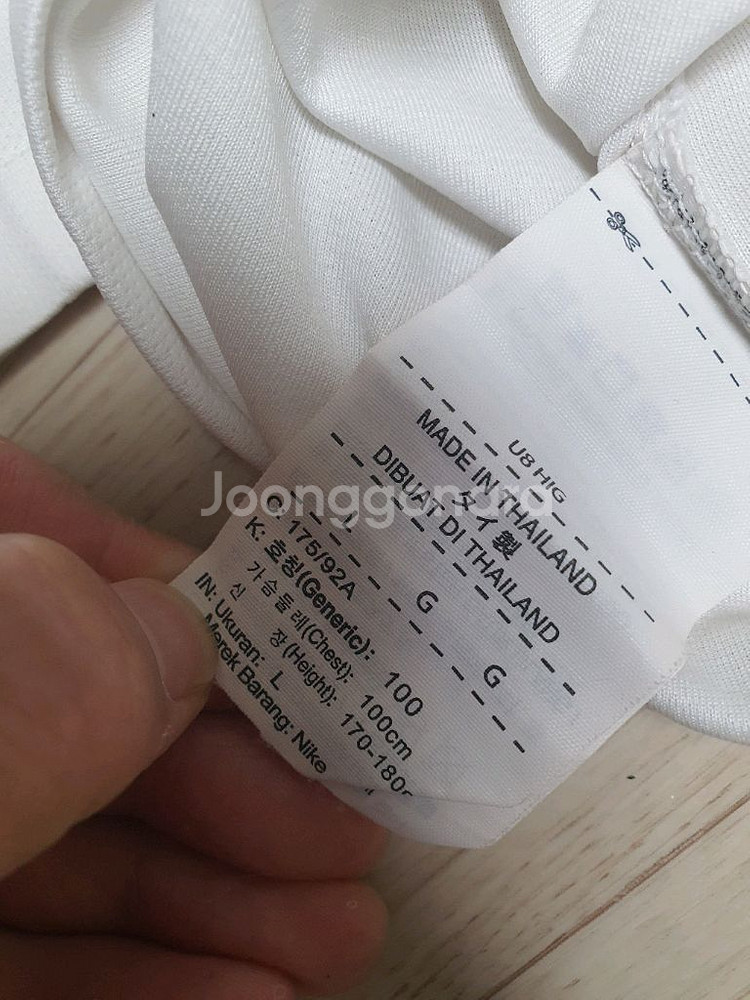 U8 HIG
MADE IN THAILAND
タイ製
DIBUAT DI THAILAND
L G G
C: 175/92A
K: 호칭(Generic): 100
가슴둘레(Chest): 100cm
신 장(Height): 170-180
IN: Ukuran: L
Merek Barang: Nike
Joonggonara